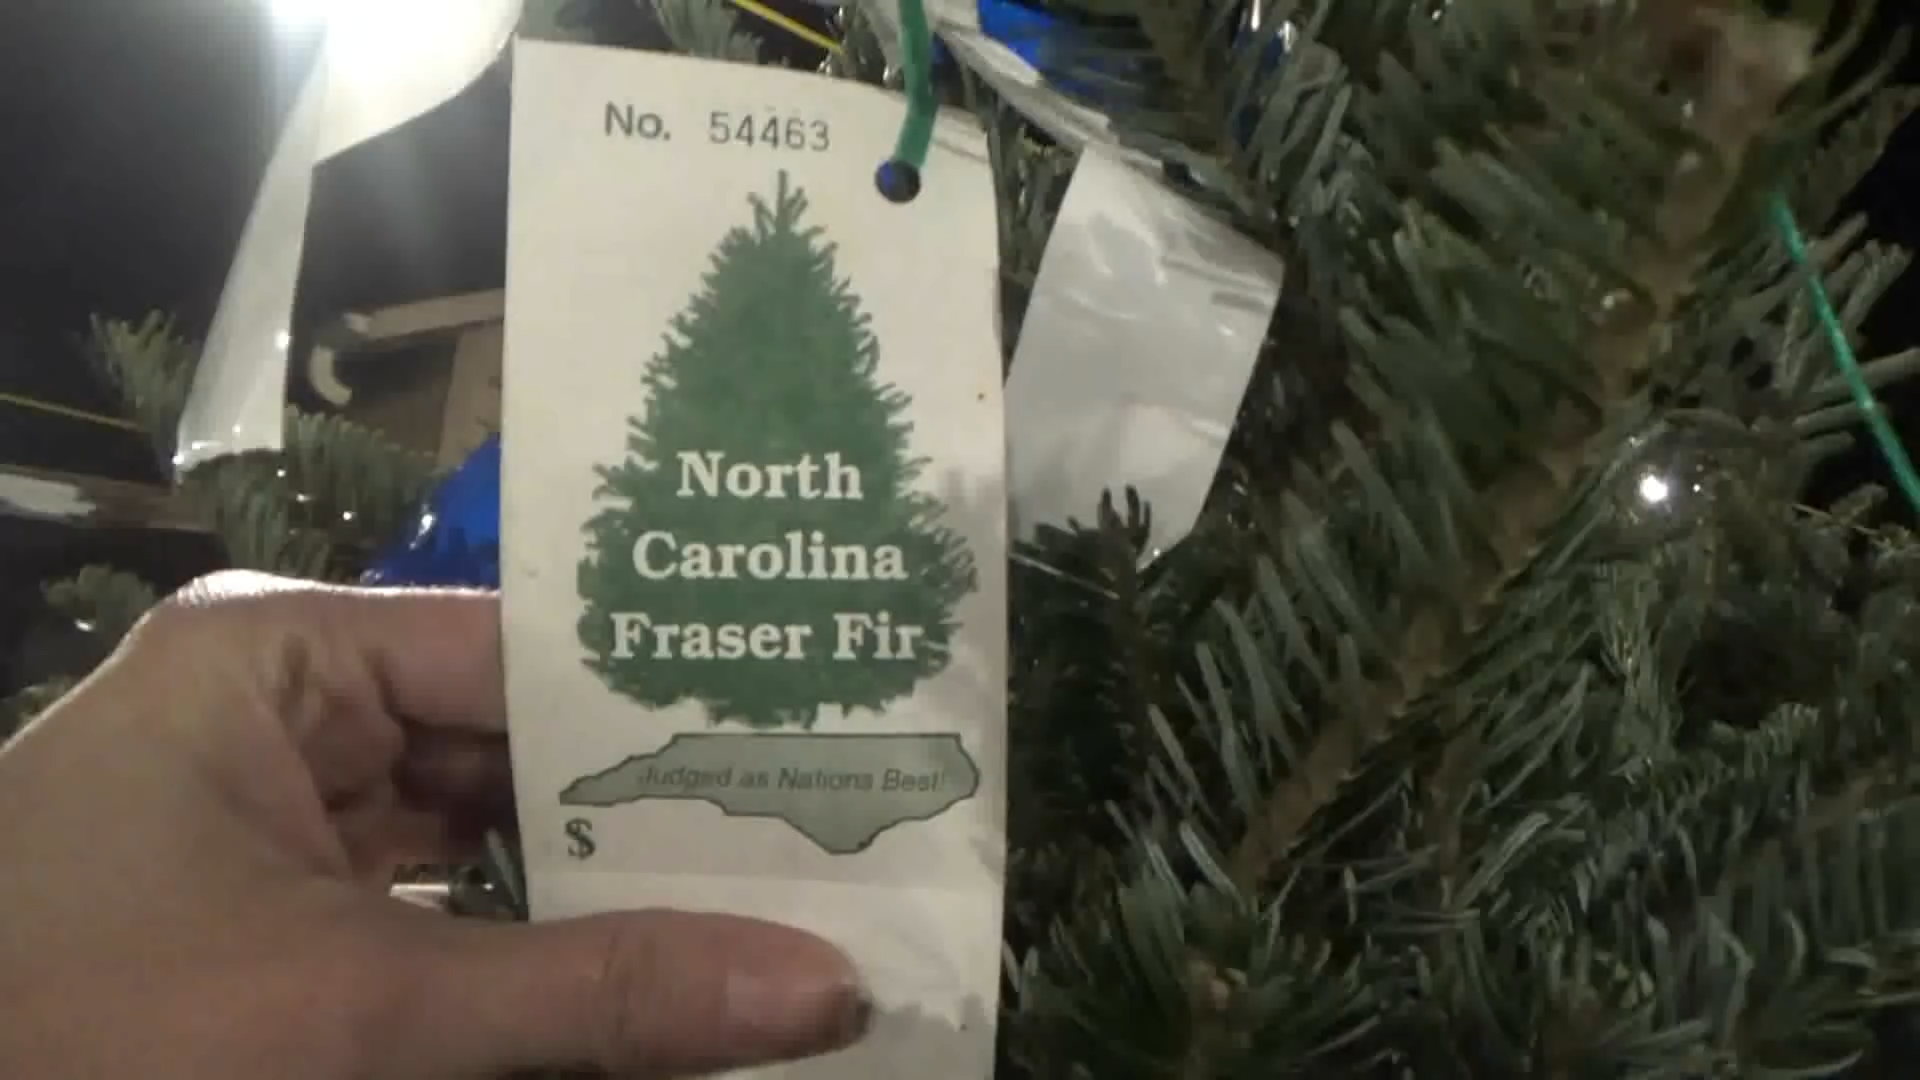 No. 54463
North
Carolina
Fraser Fir
Judged as Nations Best!
$